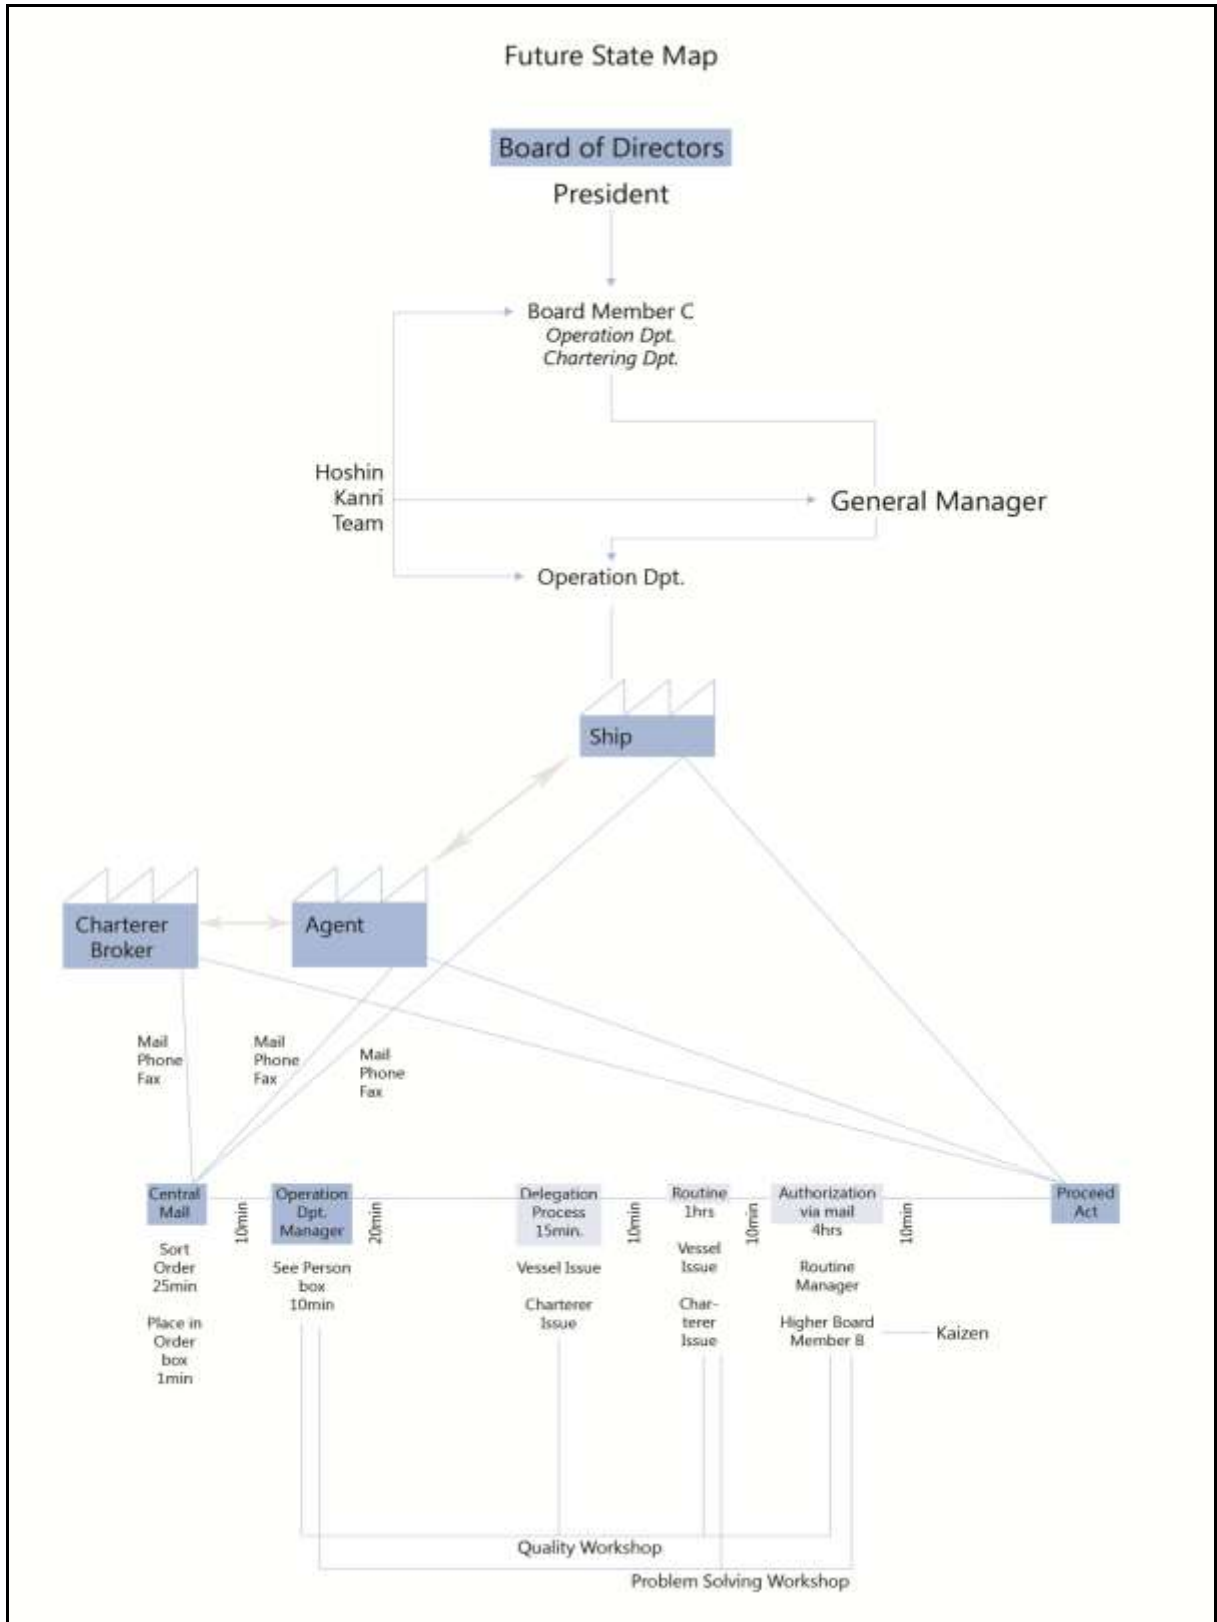 Future State Map
Board of Directors
President
Board Member C
Operation Dpt.
Chartering Dpt.
Hoshin
Kanri
Team
General Manager
Operation Dpt.
Ship
Charterer
Broker
Agent
Mail
Phone
Fax
Mail
Phone
Fax
Mail
Phone
Fax
Central
Mail
Sort
Order
25min
Place in
Order
box
1min
10min
Operation
Dpt.
Manager
See Person
box
10min
20min
Delegation
Process
15min.
Vessel Issue
Charterer
Issue
10min
Routine
1hrs
Vessel
Issue
Char-
terer
Issue
10min
Authorization
via mail
4hrs
Routine
Manager
Higher Board
Member B
Kaizen
10min
Proceed
Act
Quality Workshop
Problem Solving Workshop